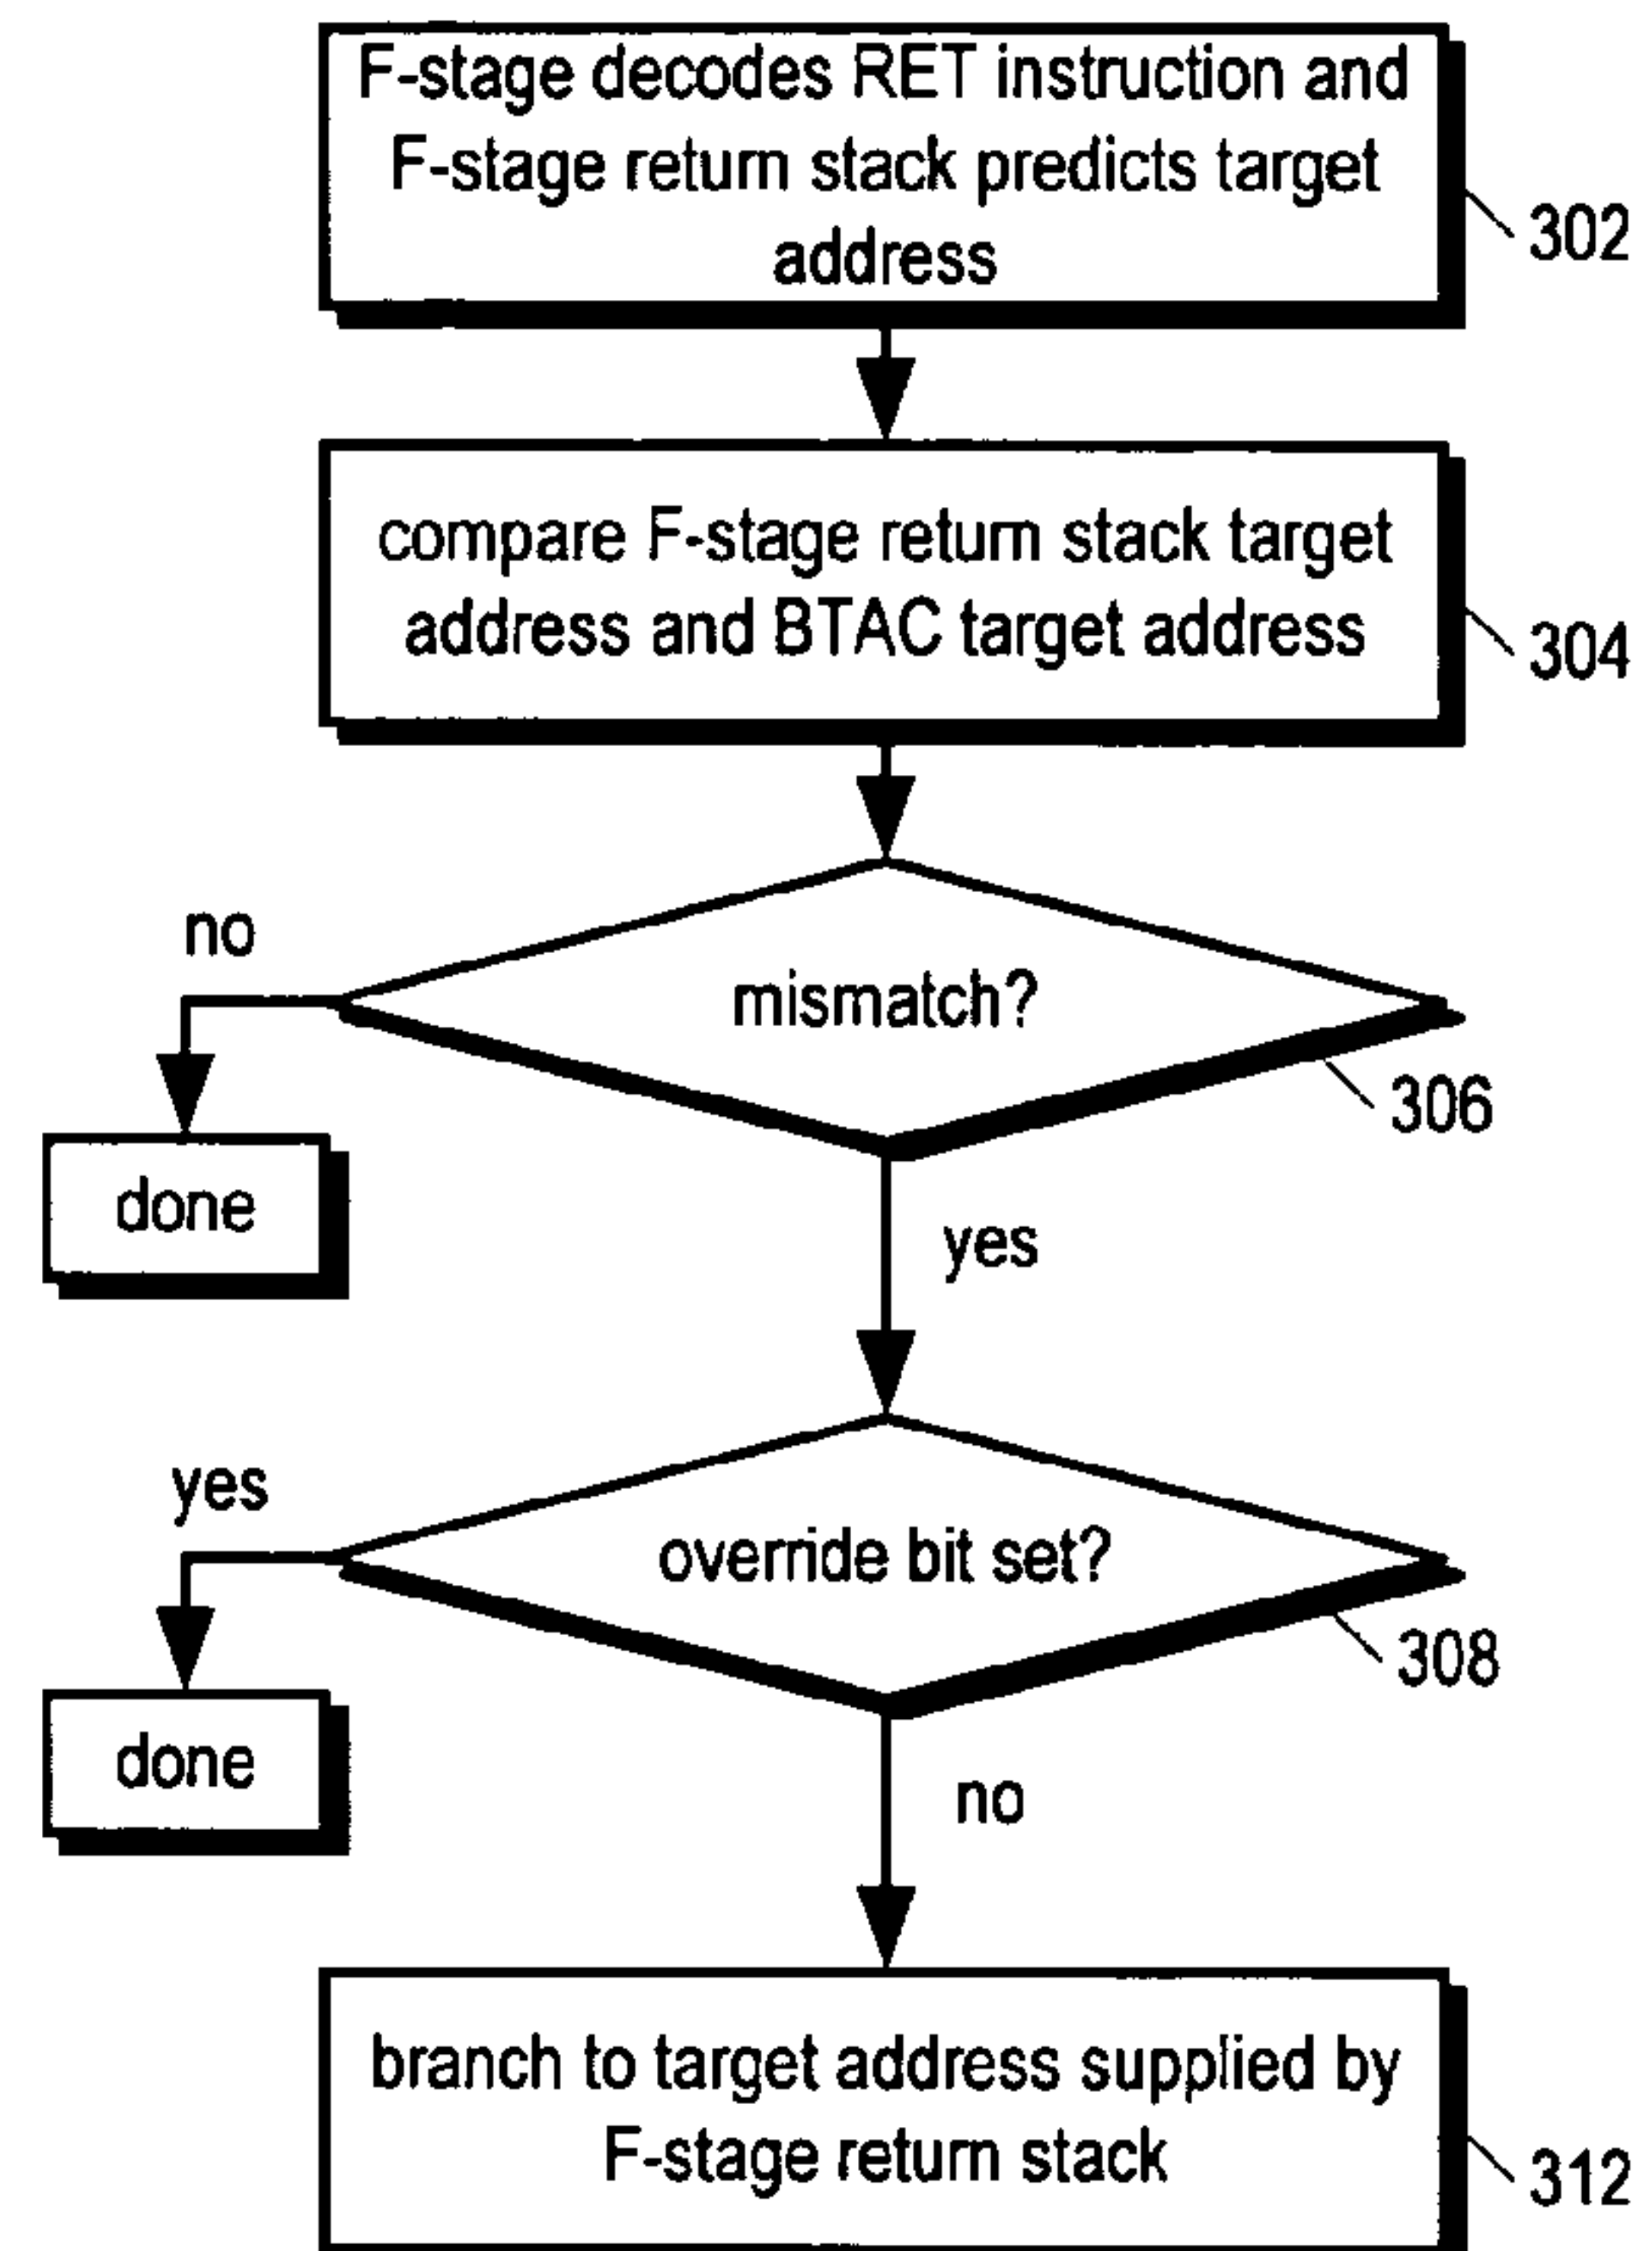 F-stage decodes RET instruction and
F-stage return stack predicts target
address
302
compare F-stage return stack target
address and BTAC target address
304
mismatch?
no
306
done
yes
override bit set?
yes
308
done
no
branch to target address supplied by
F-stage return stack
312